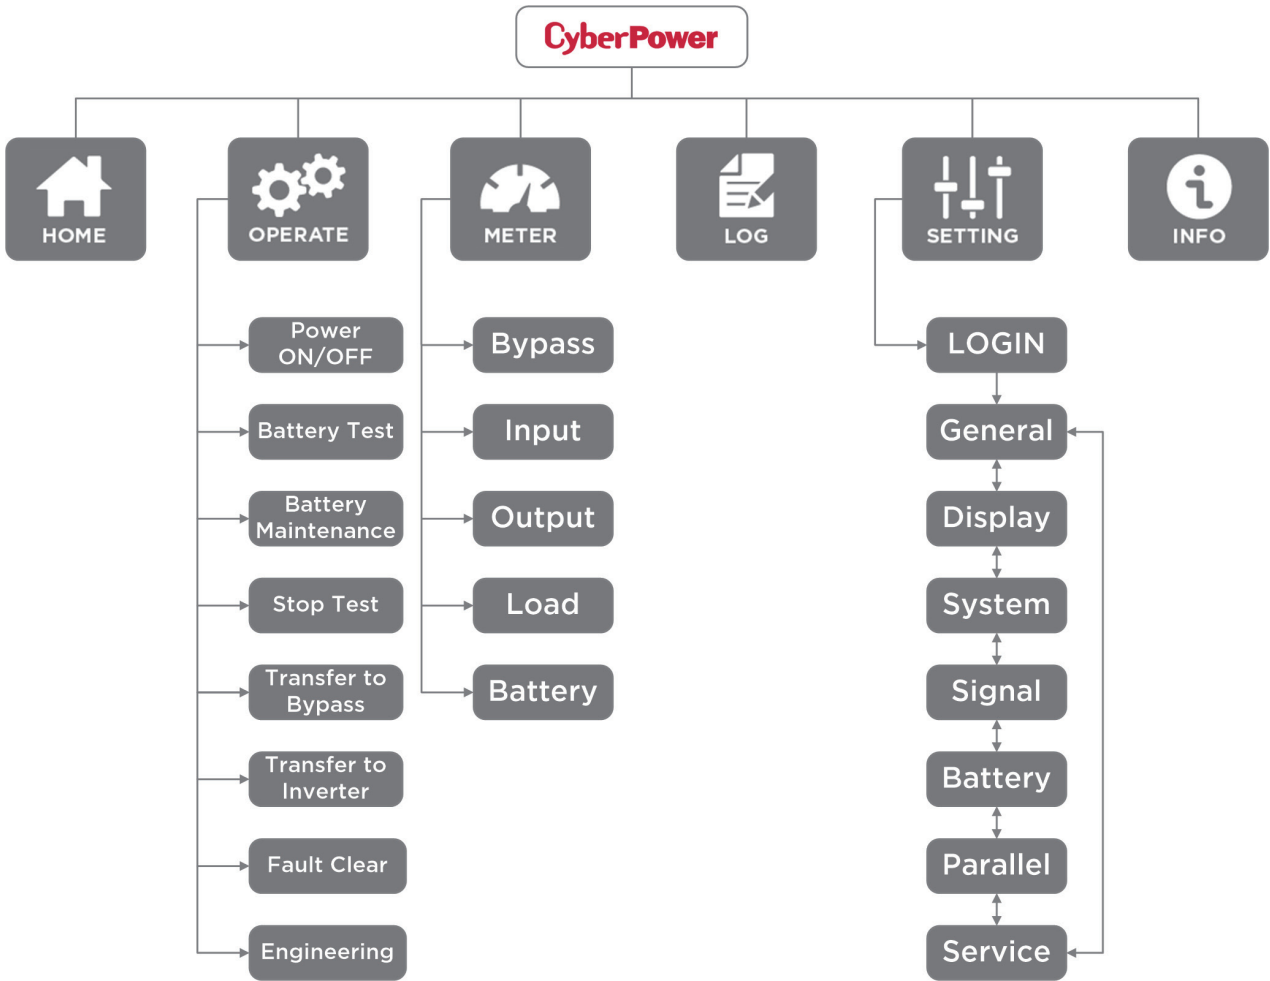 CyberPower
HOME
OPERATE
METER
LOG
SETTING
INFO
Power
ON/OFF
Battery Test
Battery
Maintenance
Stop Test
Transfer to
Bypass
Transfer to
Inverter
Fault Clear
Engineering
Bypass
Input
Output
Load
Battery
LOGIN
General
Display
System
Signal
Battery
Parallel
Service